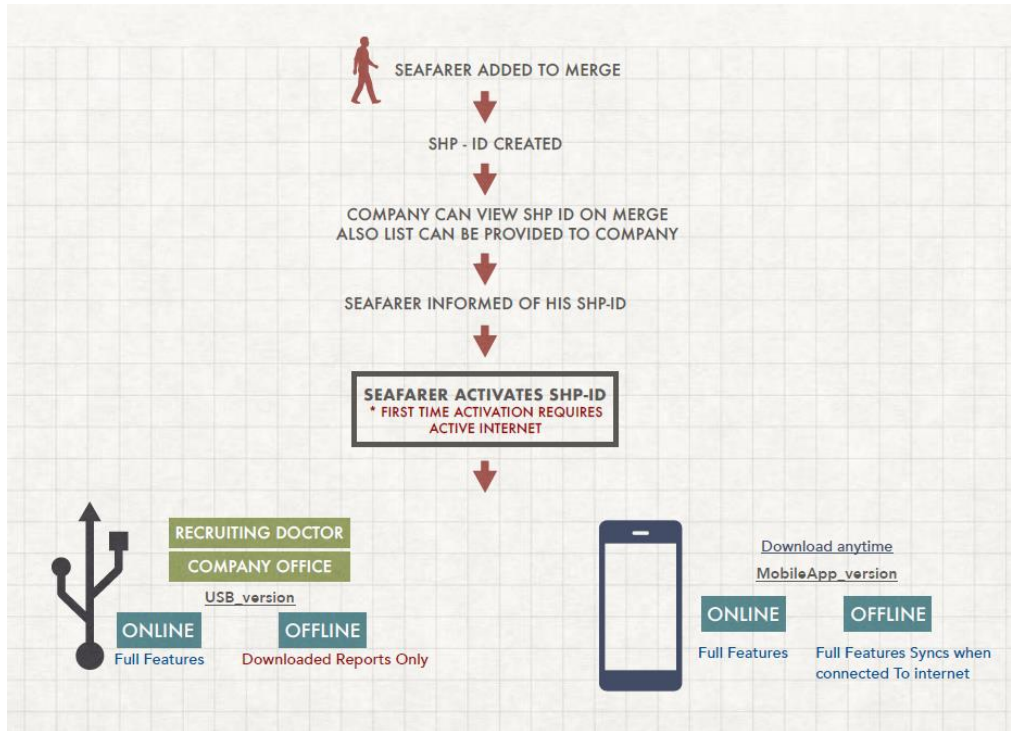 SEAFARER ADDED TO MERGE
SHP - ID CREATED
COMPANY CAN VIEW SHP ID ON MERGE
ALSO LIST CAN BE PROVIDED TO COMPANY
SEAFARER INFORMED OF HIS SHP-ID
SEAFARER ACTIVATES SHP-ID
* FIRST TIME ACTIVATION REQUIRES
ACTIVE INTERNET
RECRUITING DOCTOR
COMPANY OFFICE
USB_version
ONLINE
OFFLINE
Full Features
Downloaded Reports Only
Download anytime
MobileApp_version
ONLINE
OFFLINE
Full Features
Full Features Syncs when
connected To internet